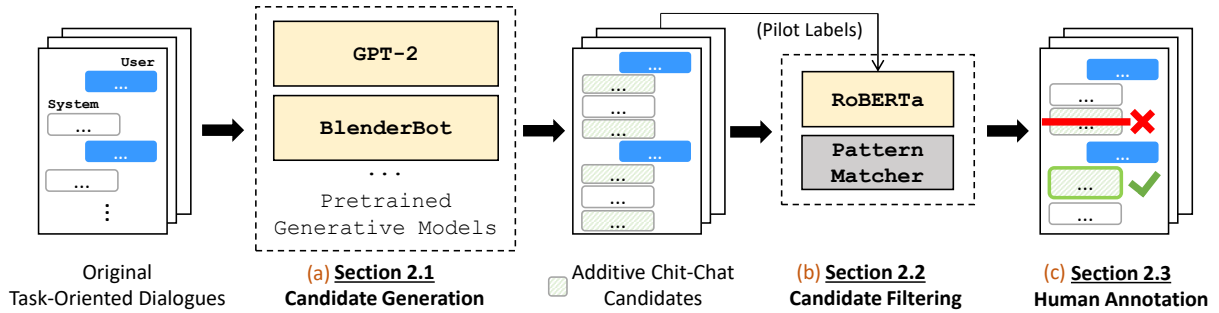 User
...
System
...
...
...
⋮
Original
Task-Oriented Dialogues
GPT-2
BlenderBot
...
Pretrained
Generative Models
(a) Section 2.1
Candidate Generation
...
...
...
...
...
...
...
...
Additive Chit-Chat
Candidates
(Pilot Labels)
RoBERTa
Pattern
Matcher
(b) Section 2.2
Candidate Filtering
...
...
...
...
...
...
(c) Section 2.3
Human Annotation